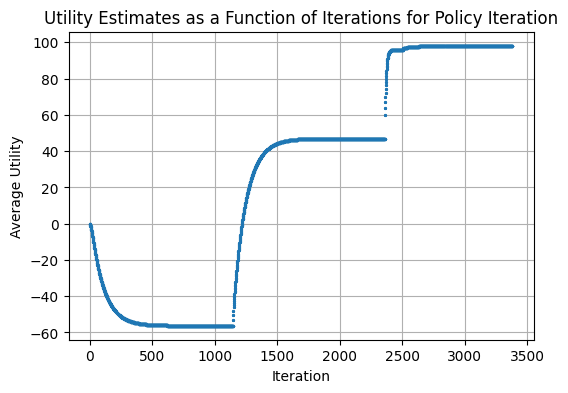 Utility Estimates as a Function of Iterations for Policy Iteration
100
80
60
40
20
0
−20
−40
−60
Average Utility
0 500 1000 1500 2000 2500 3000 3500
Iteration